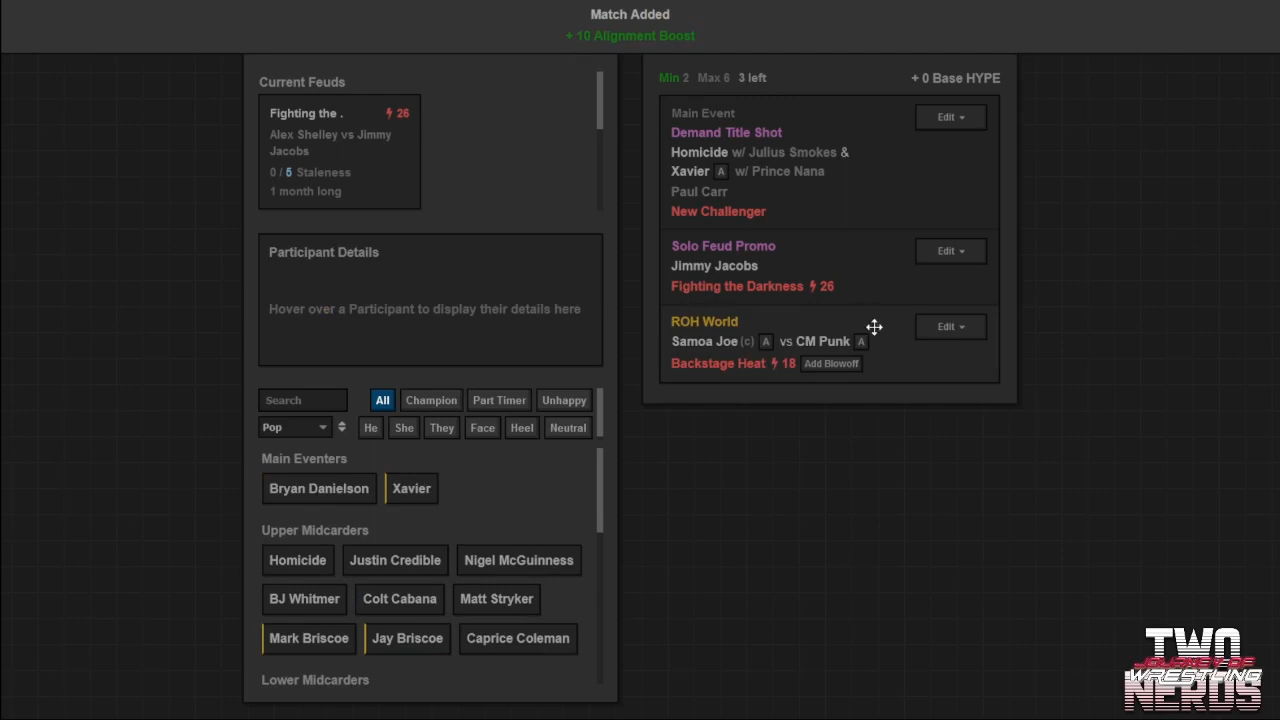 Match Added
+ 10 Alignment Boost
Current Feuds
Fighting the . 26
Alex Shelley vs Jimmy
Jacobs
0 / 5 Staleness
1 month long
Participant Details
Hover over a Participant to display their details here
Search All Champion Part Timer Unhappy
Pop He She They Face Heel Neutral
Main Eventers
Bryan Danielson Xavier
Upper Midcarders
Homicide Justin Credible Nigel McGuinness
BJ Whitmer Colt Cabana Matt Stryker
Mark Briscoe Jay Briscoe Caprice Coleman
Lower Midcarders
Min 2 Max 6 3 left + 0 Base HYPE
Main Event Edit
Demand Title Shot
Homicide w/ Julius Smokes &
Xavier A w/ Prince Nana
Paul Carr
New Challenger
Solo Feud Promo Edit
Jimmy Jacobs
Fighting the Darkness 26
ROH World Edit
Samoa Joe (c) A vs CM Punk A
Backstage Heat 18 Add Blowoff
TWO
JOURNEY OF
WRESTLING
NERDS